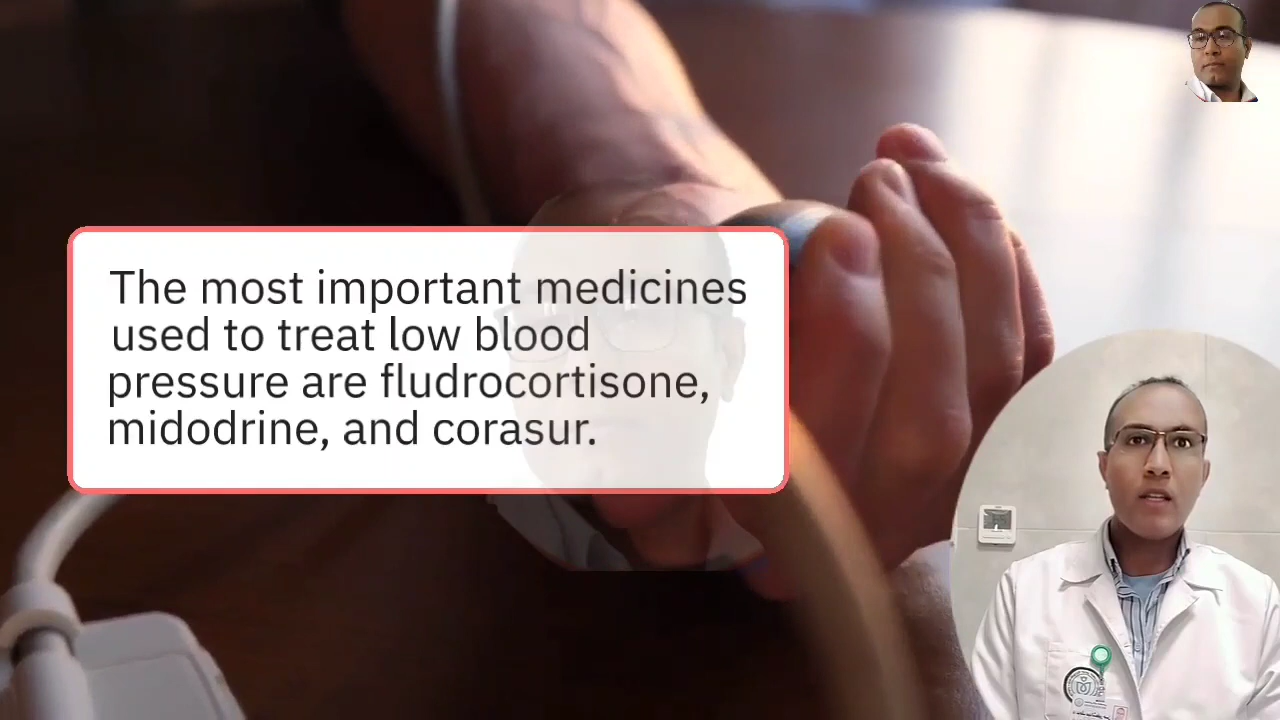 The most important medicines
used to treat low blood
pressure are fludrocortisone,
midodrine, and corasur.